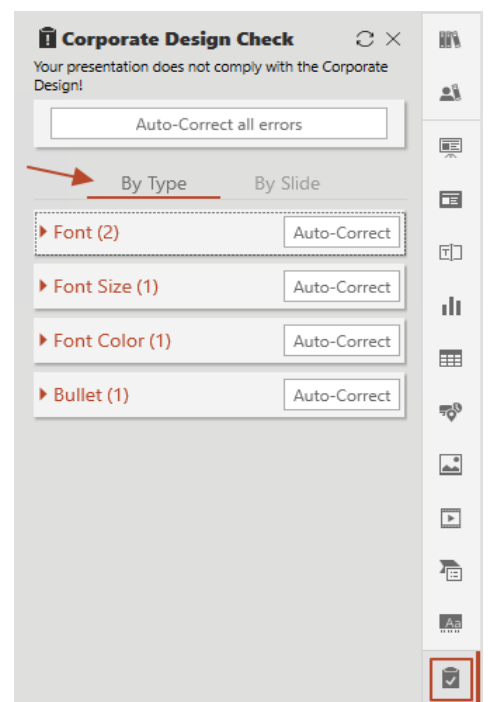 Corporate Design Check
Your presentation does not comply with the Corporate
Design!
Auto-Correct all errors
By Type By Slide
Font (2) Auto-Correct
Font Size (1) Auto-Correct
Font Color (1) Auto-Correct
Bullet (1) Auto-Correct
T
Aa